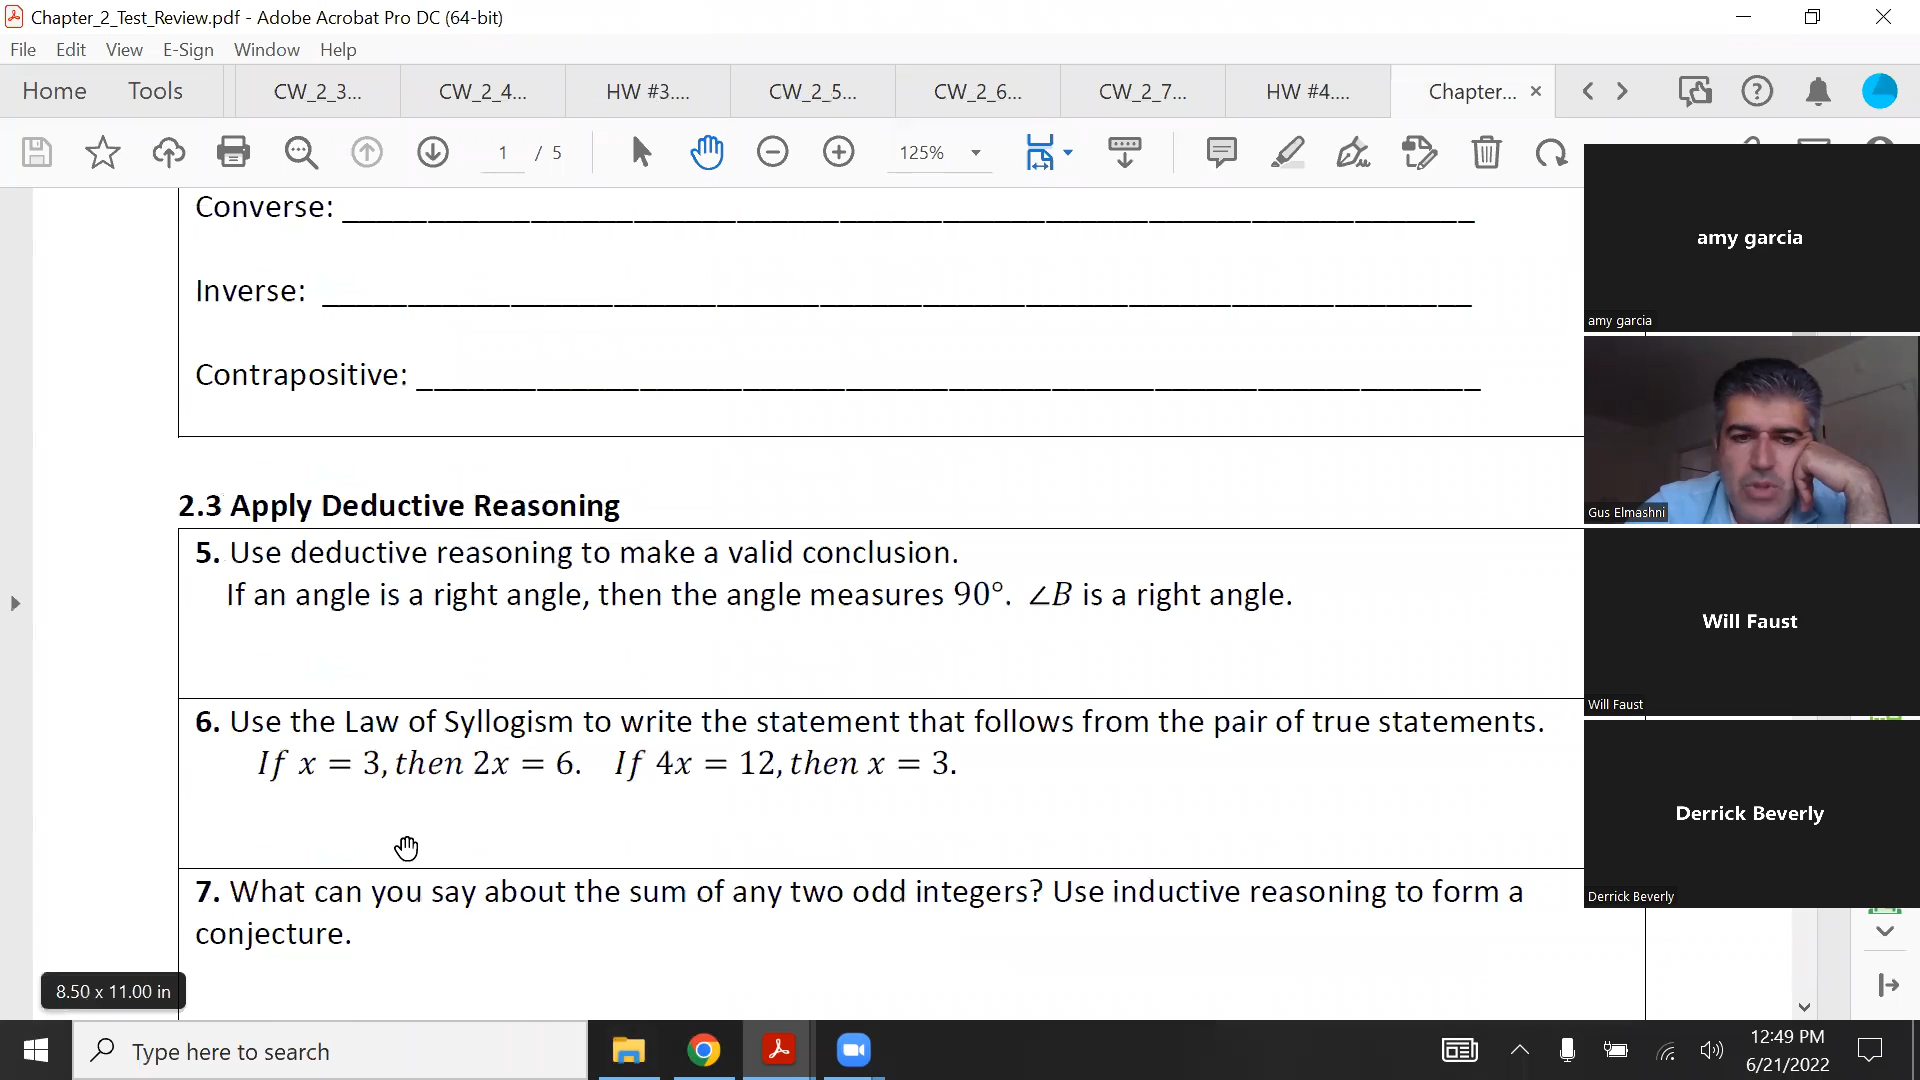 Chapter_2_Test_Review.pdf - Adobe Acrobat Pro DC (64-bit)
File Edit View E-Sign Window Help
Home Tools CW_2_3... CW_2_4... HW #3.... CW_2_5... CW_2_6... CW_2_7... HW #4.... Chapter...
1 / 5 125%
Converse: ______________________________
Inverse: ______________________________
Contrapositive: ______________________________
2.3 Apply Deductive Reasoning
5. Use deductive reasoning to make a valid conclusion.
If an angle is a right angle, then the angle measures 90°. ∠B is a right angle.
6. Use the Law of Syllogism to write the statement that follows from the pair of true statements.
If x = 3, then 2x = 6. If 4x = 12, then x = 3.
7. What can you say about the sum of any two odd integers? Use inductive reasoning to form a
conjecture.
8.50 x 11.00 in
amy garcia
amy garcia
Gus Elmashni
Will Faust
Will Faust
Derrick Beverly
Derrick Beverly
Type here to search
12:49 PM
6/21/2022